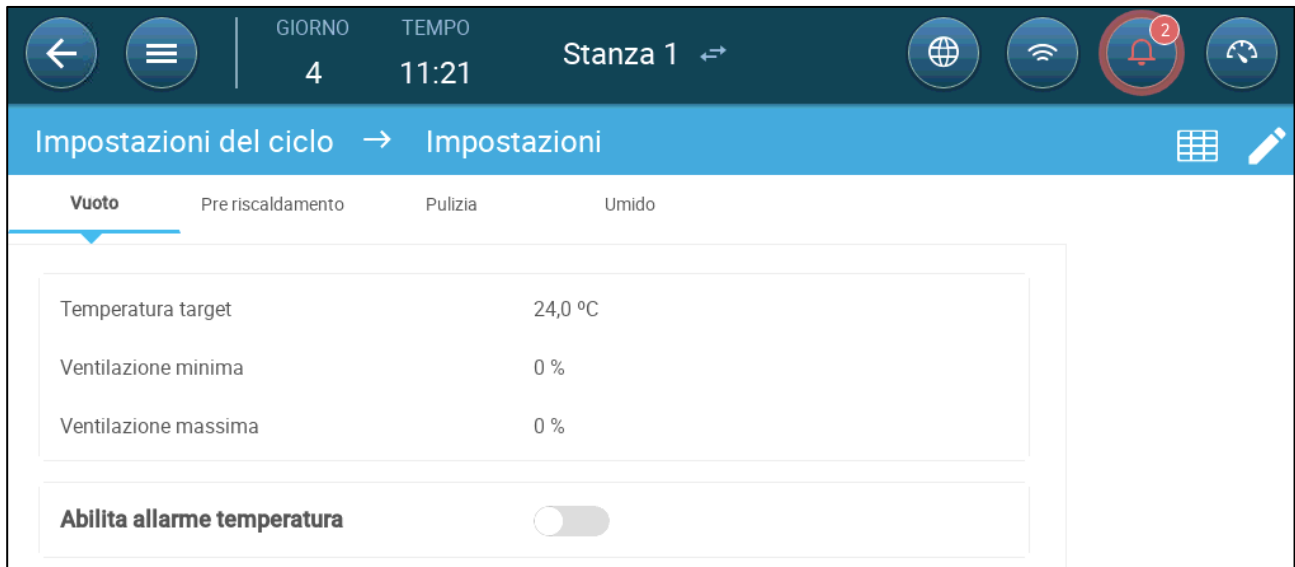 GIORNO TEMPO
4 11:21 Stanza 1 2
Impostazioni del ciclo → Impostazioni
Vuoto Pre riscaldamento Pulizia Umido
Temperatura target 24,0 ºC
Ventilazione minima 0 %
Ventilazione massima 0 %
Abilita allarme temperatura